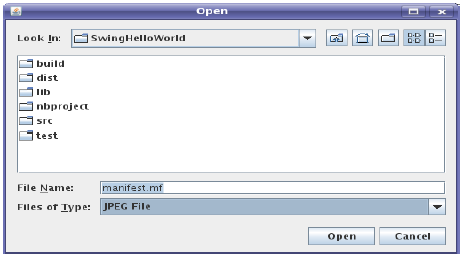 Open
Look In: SwingHelloWorld
build
dist
lib
nbproject
src
test
File Name: manifest.mf
Files of Type: JPEG File
Open Cancel